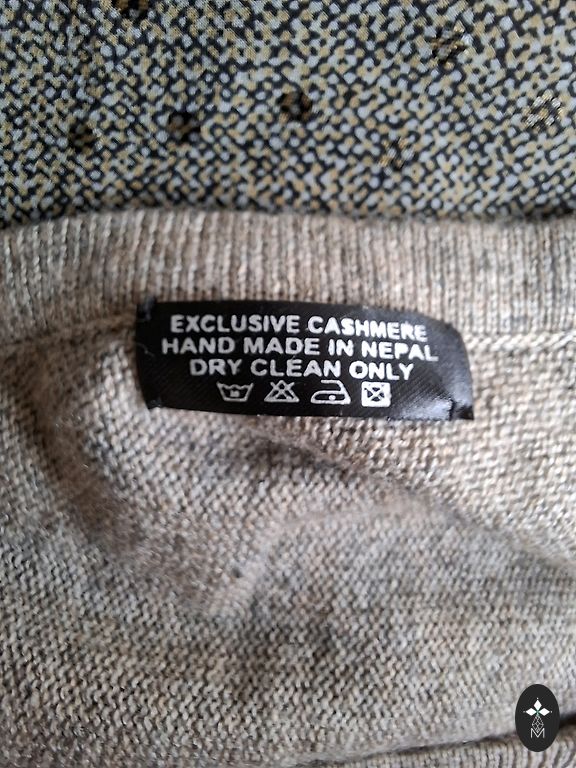 EXCLUSIVE CASHMERE
HAND MADE IN NEPAL
DRY CLEAN ONLY
M